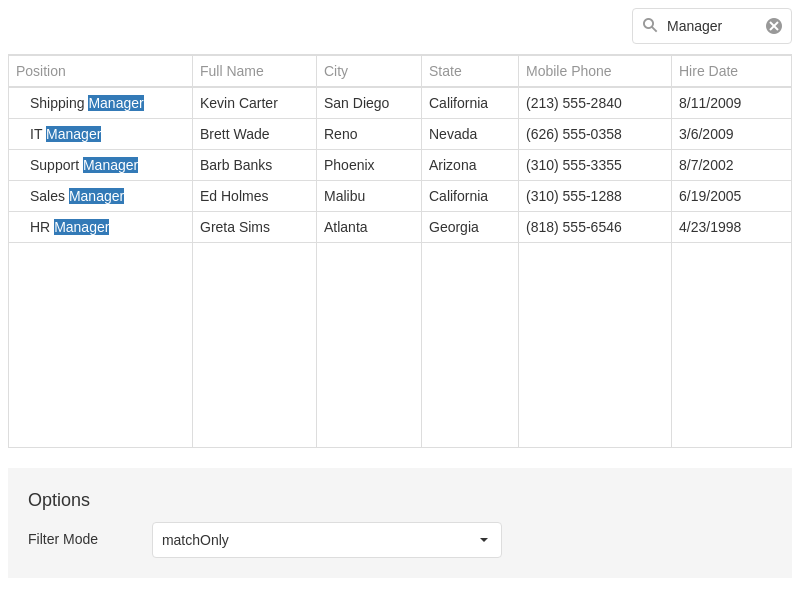 Manager
Position Full Name City State Mobile Phone Hire Date
Shipping Manager Kevin Carter San Diego California (213) 555-2840 8/11/2009
IT Manager Brett Wade Reno Nevada (626) 555-0358 3/6/2009
Support Manager Barb Banks Phoenix Arizona (310) 555-3355 8/7/2002
Sales Manager Ed Holmes Malibu California (310) 555-1288 6/19/2005
HR Manager Greta Sims Atlanta Georgia (818) 555-6546 4/23/1998
Options
Filter Mode matchOnly